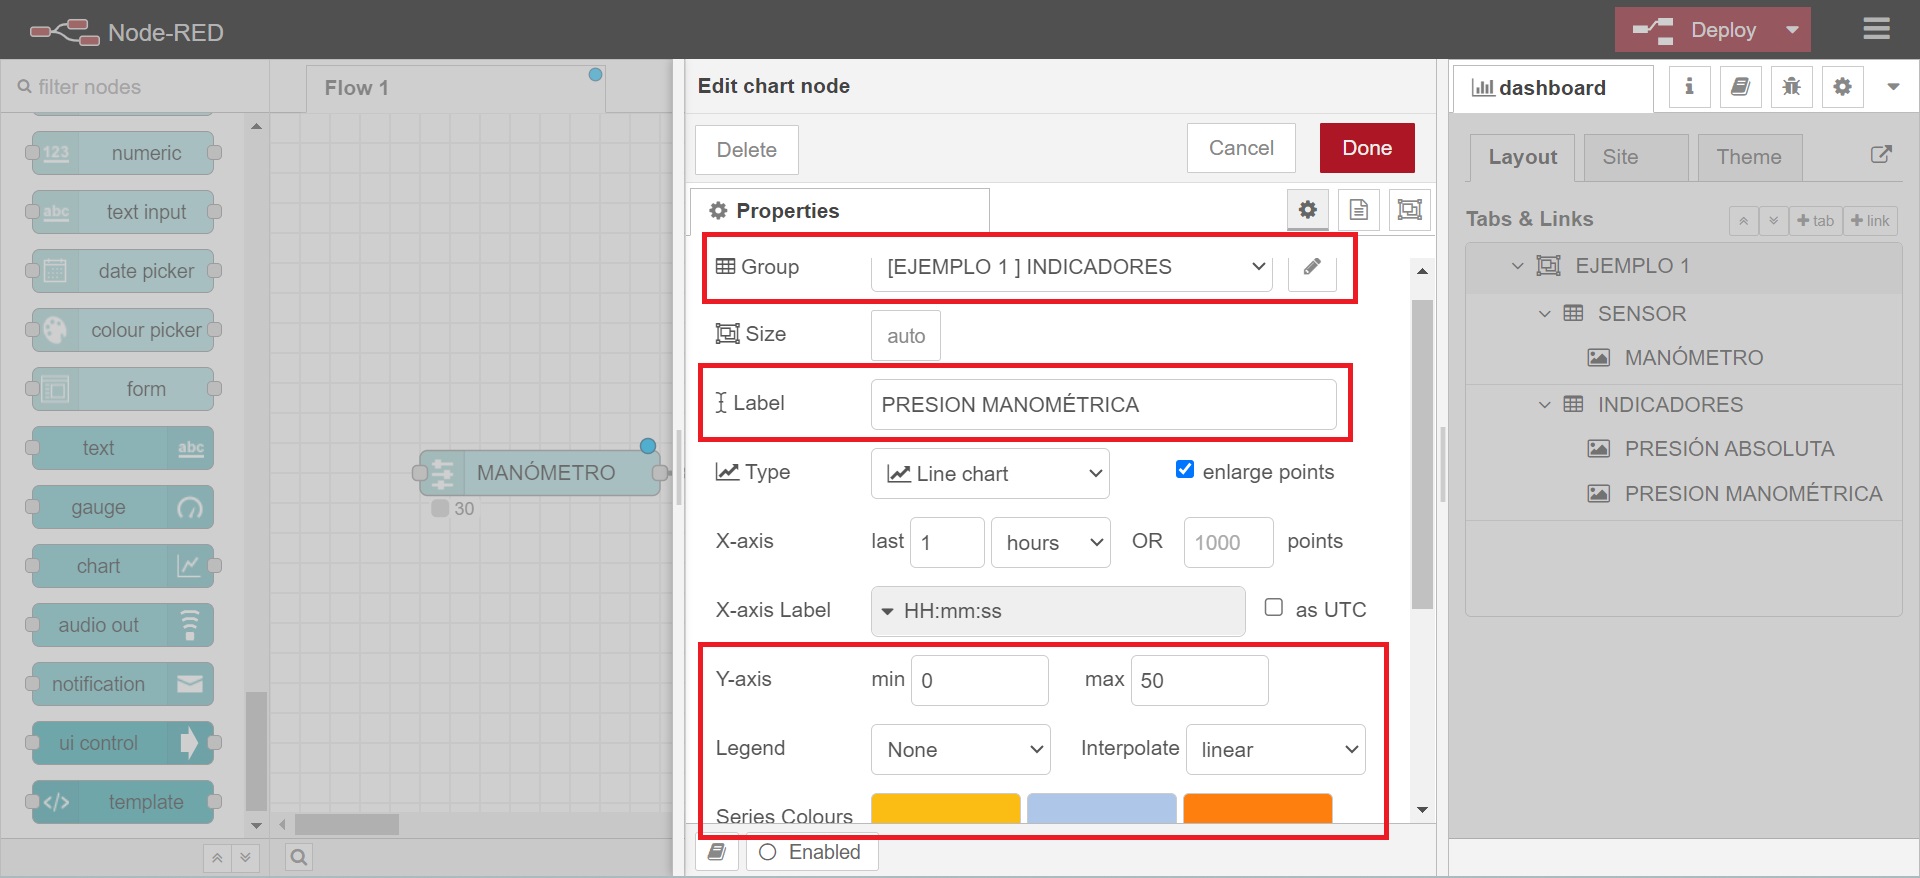 Node-RED
Deploy
filter nodes
123 numeric
abc text input
date picker
colour picker
form
text abc
gauge
chart
audio out
notification
ui control
</> template
Flow 1
MANÓMETRO
30
Edit chart node
Delete
Cancel
Done
Properties
Group
[EJEMPLO 1 ] INDICADORES
Size
auto
Label
PRESION MANOMÉTRICA
Type
Line chart
enlarge points
X-axis
last 1 hours OR 1000 points
X-axis Label
HH:mm:ss
as UTC
Y-axis
min 0 max 50
Legend
None
Interpolate linear
Series Colours
Enabled
dashboard
i
Layout
Site
Theme
Tabs & Links
+ tab
+ link
EJEMPLO 1
SENSOR
MANÓMETRO
INDICADORES
PRESIÓN ABSOLUTA
PRESION MANOMÉTRICA